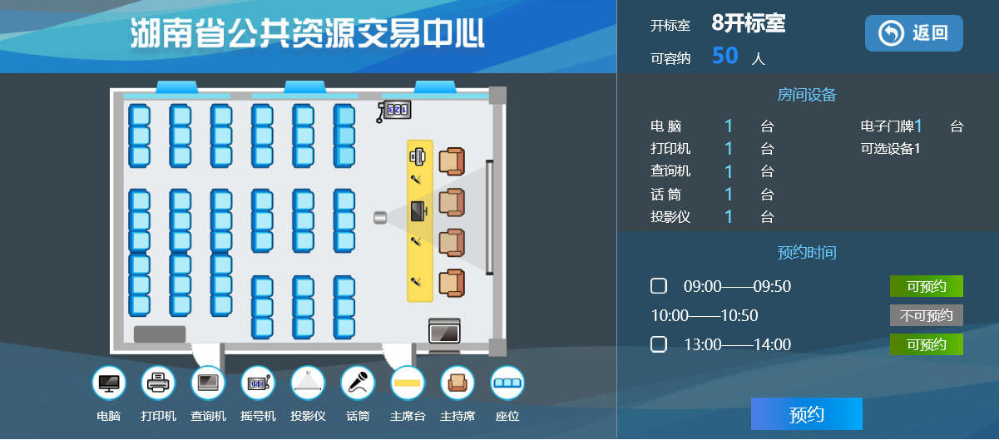 湖南省公共资源交易中心
123
电脑
打印机
查询机
摇号机
投影仪
话筒
主席台
主持席
座位
开标室 8开标室
可容纳 50 人
返回
房间设备
电 脑 1 台
电子门牌1 台
打印机 1 台
可选设备1
查询机 1 台
话 筒 1 台
投影仪 1 台
预约时间
09:00——09:50 可预约
10:00——10:50 不可预约
13:00——14:00 可预约
预约